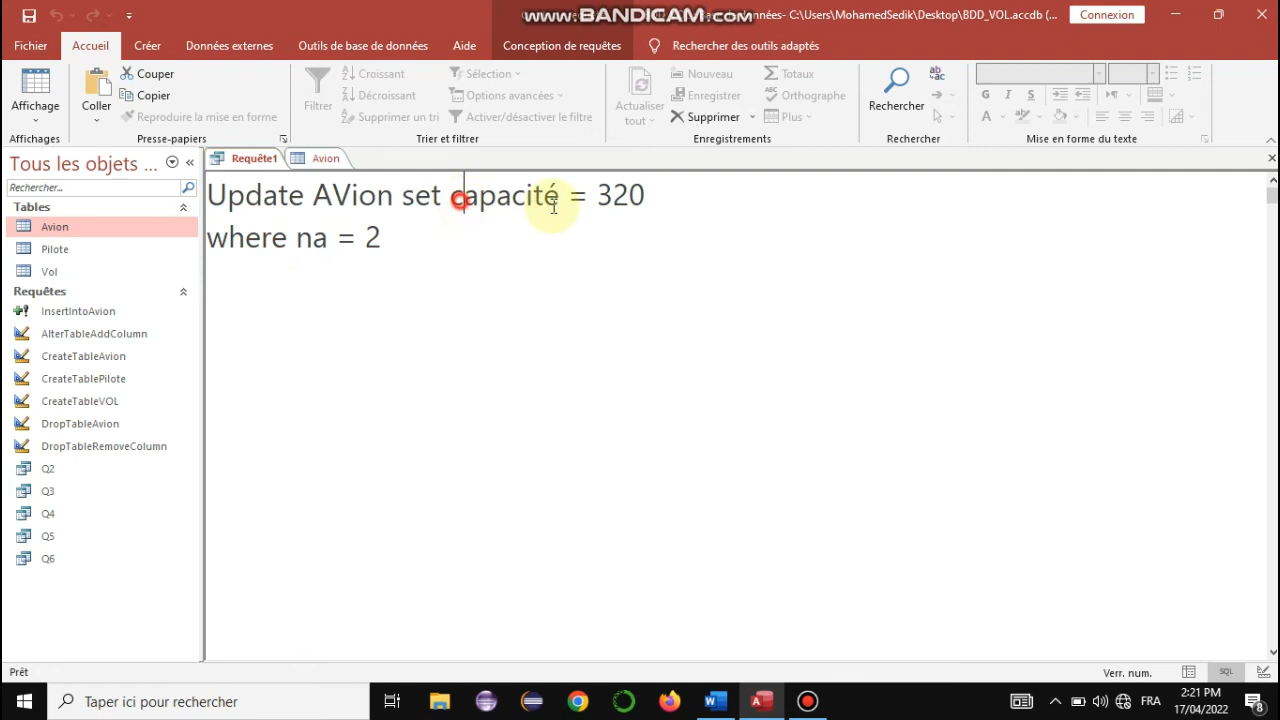 www.BANDICAM.com
données- C:\Users\MohamedSedik\Desktop\BDD_VOL.accdb (...
Connexion
Fichier
Accueil
Créer
Données externes
Outils de base de données
Aide
Conception de requêtes
Rechercher des outils adaptés
Affichage
Affichages
Coller
Couper
Copier
Reproduire la mise en forme
Presse-papiers
Filtrer
Croissant
Décroissant
Supprimer un tri
Sélection
Options avancées
Activer/désactiver le filtre
Trier et filtrer
Actualiser
tout
Nouveau
Enregistrer
Supprimer
Totaux
Orthographe
Plus
Enregistrements
Rechercher
Rechercher
G I S
A
Mise en forme du texte
Tous les objets ...
Rechercher...
Tables
Avion
Pilote
Vol
Requêtes
InsertIntoAvion
AlterTableAddColumn
CreateTableAvion
CreateTablePilote
CreateTableVOL
DropTableAvion
DropTableRemoveColumn
Q2
Q3
Q4
Q5
Q6
Requête1
Avion
Update AVion set capacité = 320
where na = 2
Prêt
Verr. num.
SQL
Taper ici pour rechercher
FRA
2:21 PM
17/04/2022
8